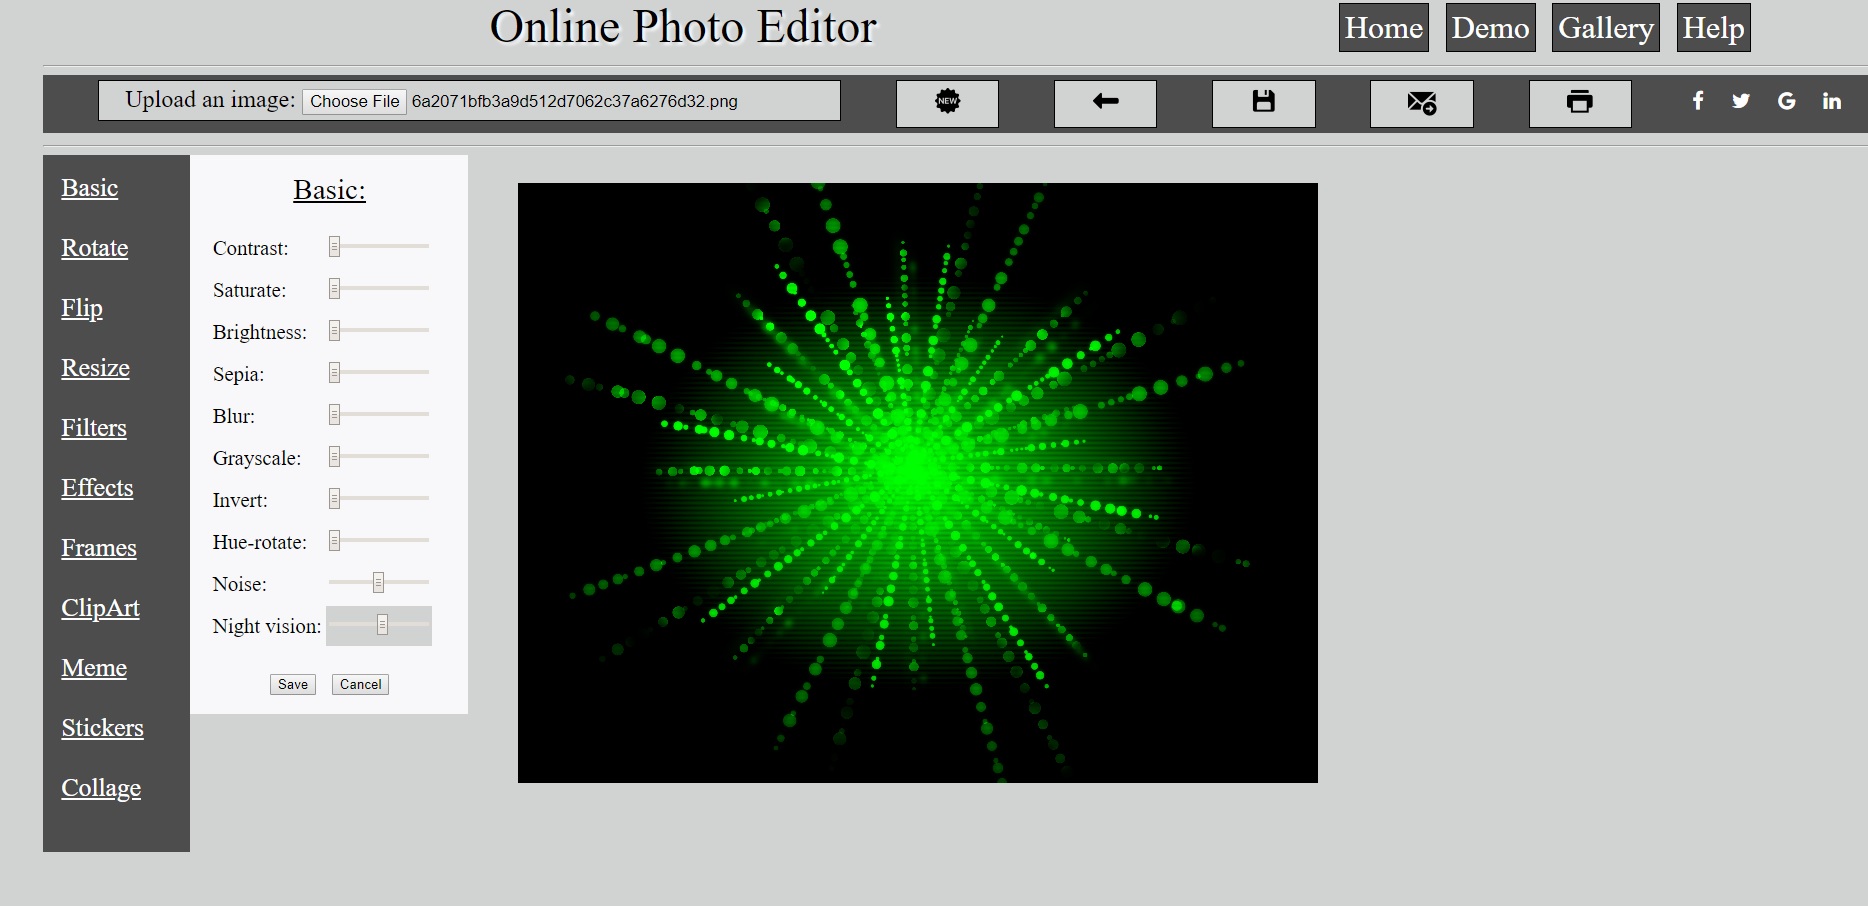 Online Photo Editor
Home Demo Gallery Help
Upload an image: Choose File 6a2071bfb3a9d512d7062c37a6276d32.png
NEW
Basic
Rotate
Flip
Resize
Filters
Effects
Frames
ClipArt
Meme
Stickers
Collage
Basic:
Contrast:
Saturate:
Brightness:
Sepia:
Blur:
Grayscale:
Invert:
Hue-rotate:
Noise:
Night vision:
Save Cancel